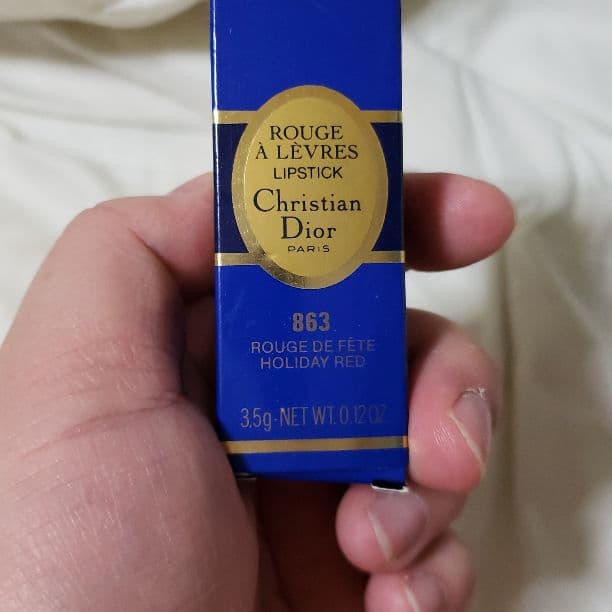 ROUGE
À LÈVRES
LIPSTICK
Christian
Dior
PARIS
863
ROUGE DE FÊTE
HOLIDAY RED
3,5g-NET WT. 0.12 OZ